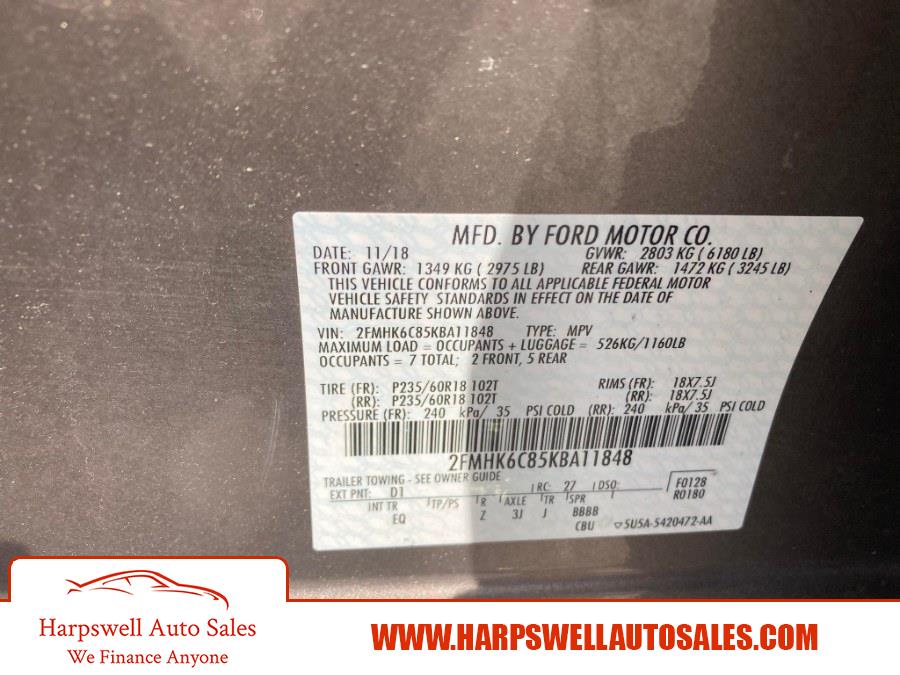 MFD. BY FORD MOTOR CO.
DATE: 11/18 GVWR: 2803 KG ( 6180 LB)
FRONT GAWR: 1349 KG ( 2975 LB) REAR GAWR: 1472 KG ( 3245 LB)
THIS VEHICLE CONFORMS TO ALL APPLICABLE FEDERAL MOTOR
VEHICLE SAFETY STANDARDS IN EFFECT ON THE DATE OF
MANUFACTURE SHOWN ABOVE.
VIN: 2FMHK6C85KBA11848 TYPE: MPV
MAXIMUM LOAD = OCCUPANTS + LUGGAGE = 526KG/1160LB
OCCUPANTS = 7 TOTAL; 2 FRONT, 5 REAR
TIRE (FR): P235/60R18 102T RIMS (FR): 18X7.5J
(RR): P235/60R18 102T (RR): 18X7.5J
PRESSURE (FR): 240 kPa/ 35 PSI COLD (RR): 240 kPa/ 35 PSI COLD
2FMHK6C85KBA11848
TRAILER TOWING - SEE OWNER GUIDE
EXT PNT: D1 RC: 27 DSO: F0128
R0180
INT TR TP/PS R AXLE TR SPR
EQ Z 3J J BBBB
CBU ▽5U5A-5420472-AA
Harpswell Auto Sales
We Finance Anyone
WWW.HARPSWELLAUTOSALES.COM